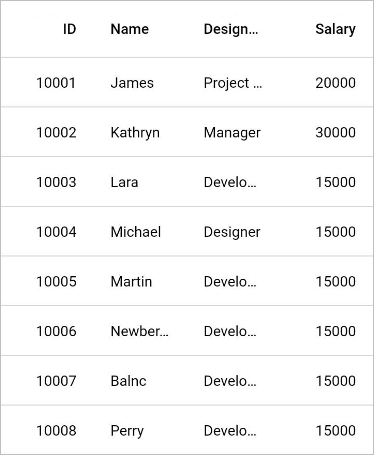 ID Name Design... Salary
10001 James Project ... 20000
10002 Kathryn Manager 30000
10003 Lara Develo... 15000
10004 Michael Designer 15000
10005 Martin Develo... 15000
10006 Newber... Develo... 15000
10007 Balnc Develo... 15000
10008 Perry Develo... 15000